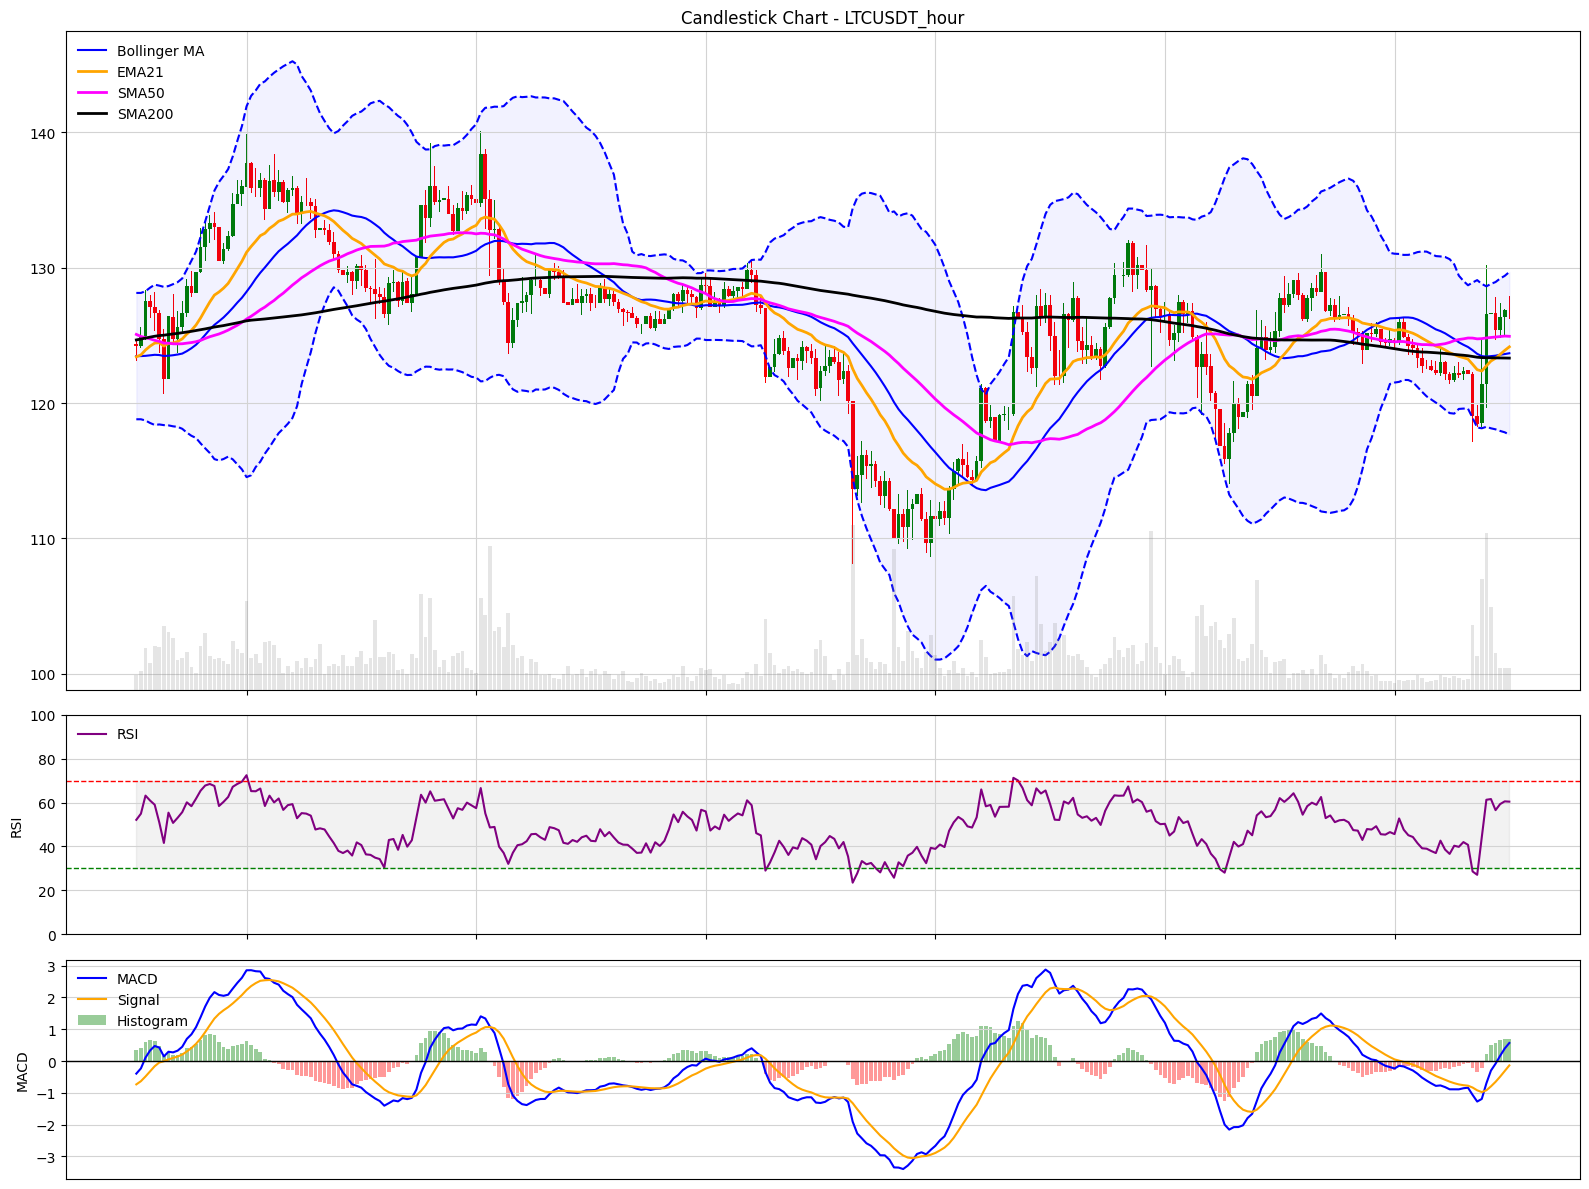 Candlestick Chart - LTCUSDT_hour
Bollinger MA
EMA21
SMA50
SMA200
140
130
120
110
100
100
80
60
40
20
0
RSI
RSI
3
2
1
0
−1
−2
−3
MACD
MACD
Signal
Histogram